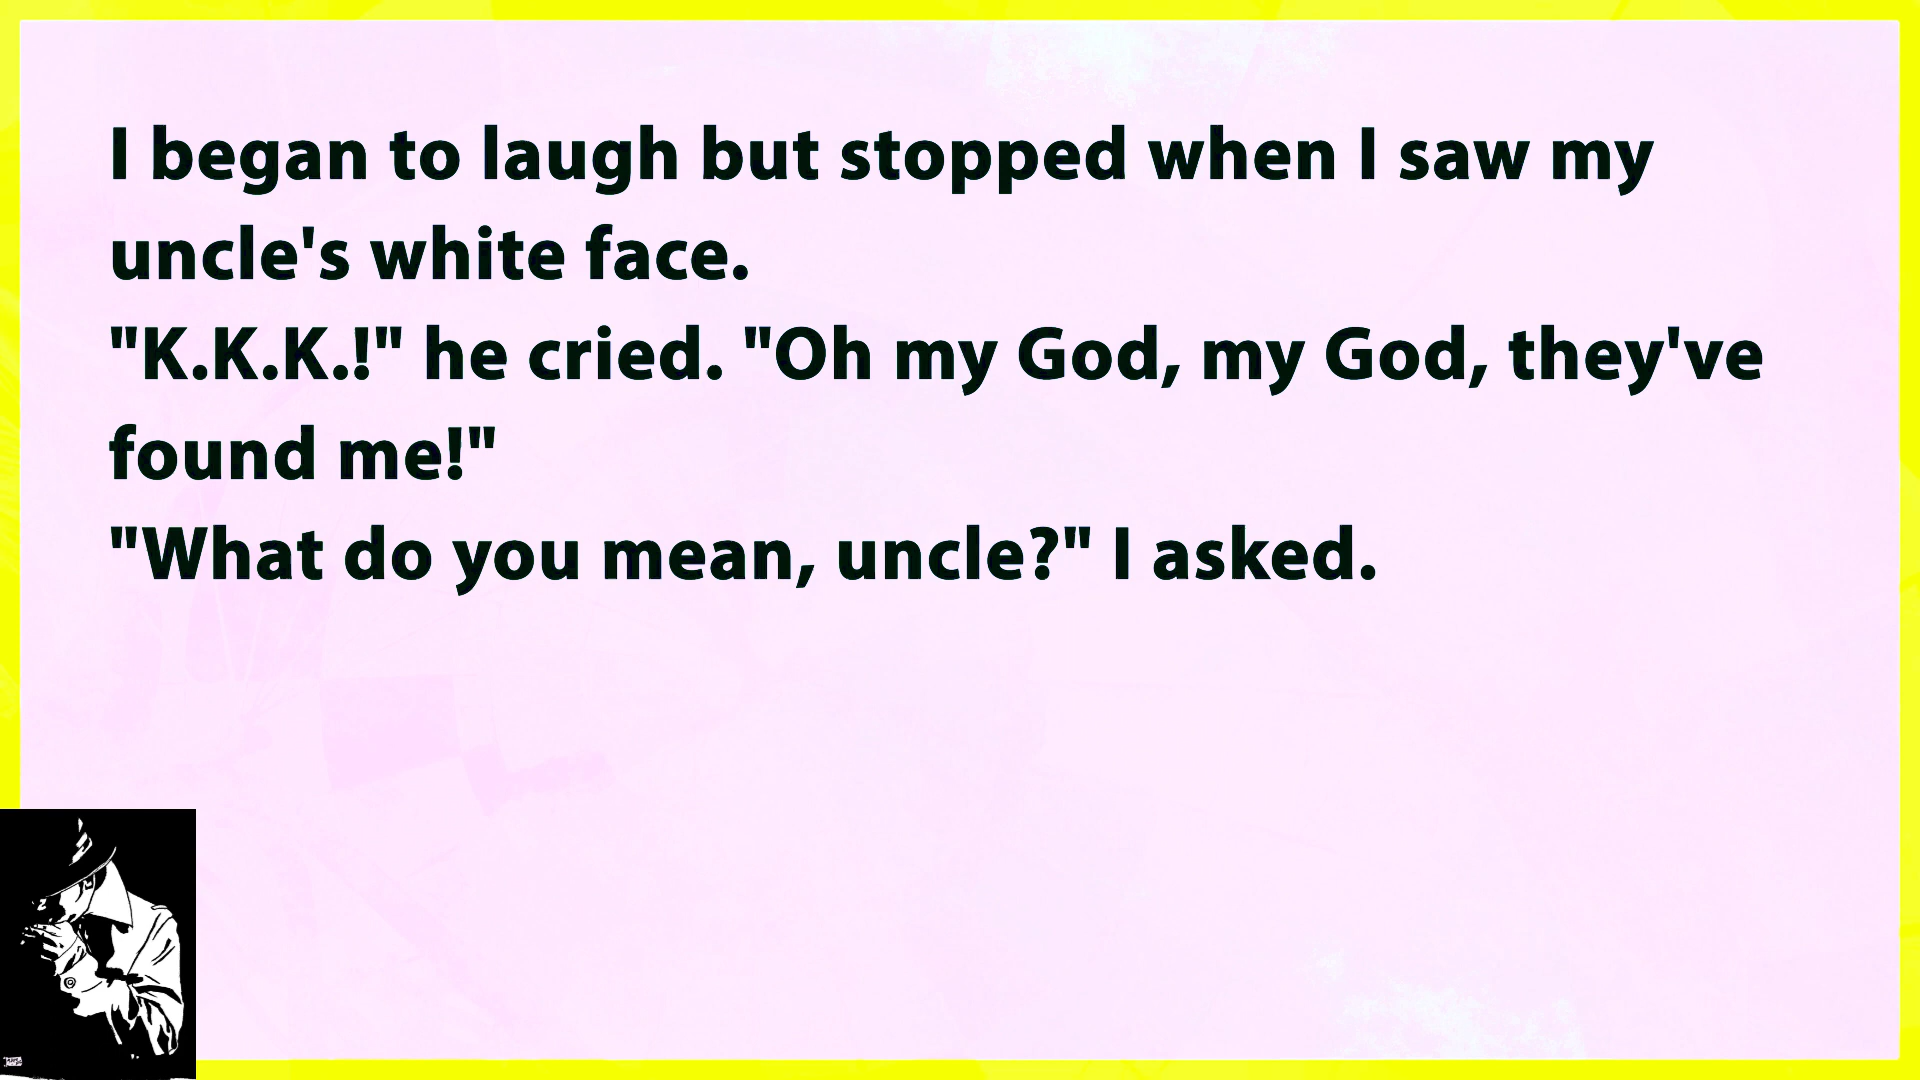 I began to laugh but stopped when I saw my
uncle's white face.
"K.K.K.!" he cried. "Oh my God, my God, they've
found me!"
"What do you mean, uncle?" I asked.